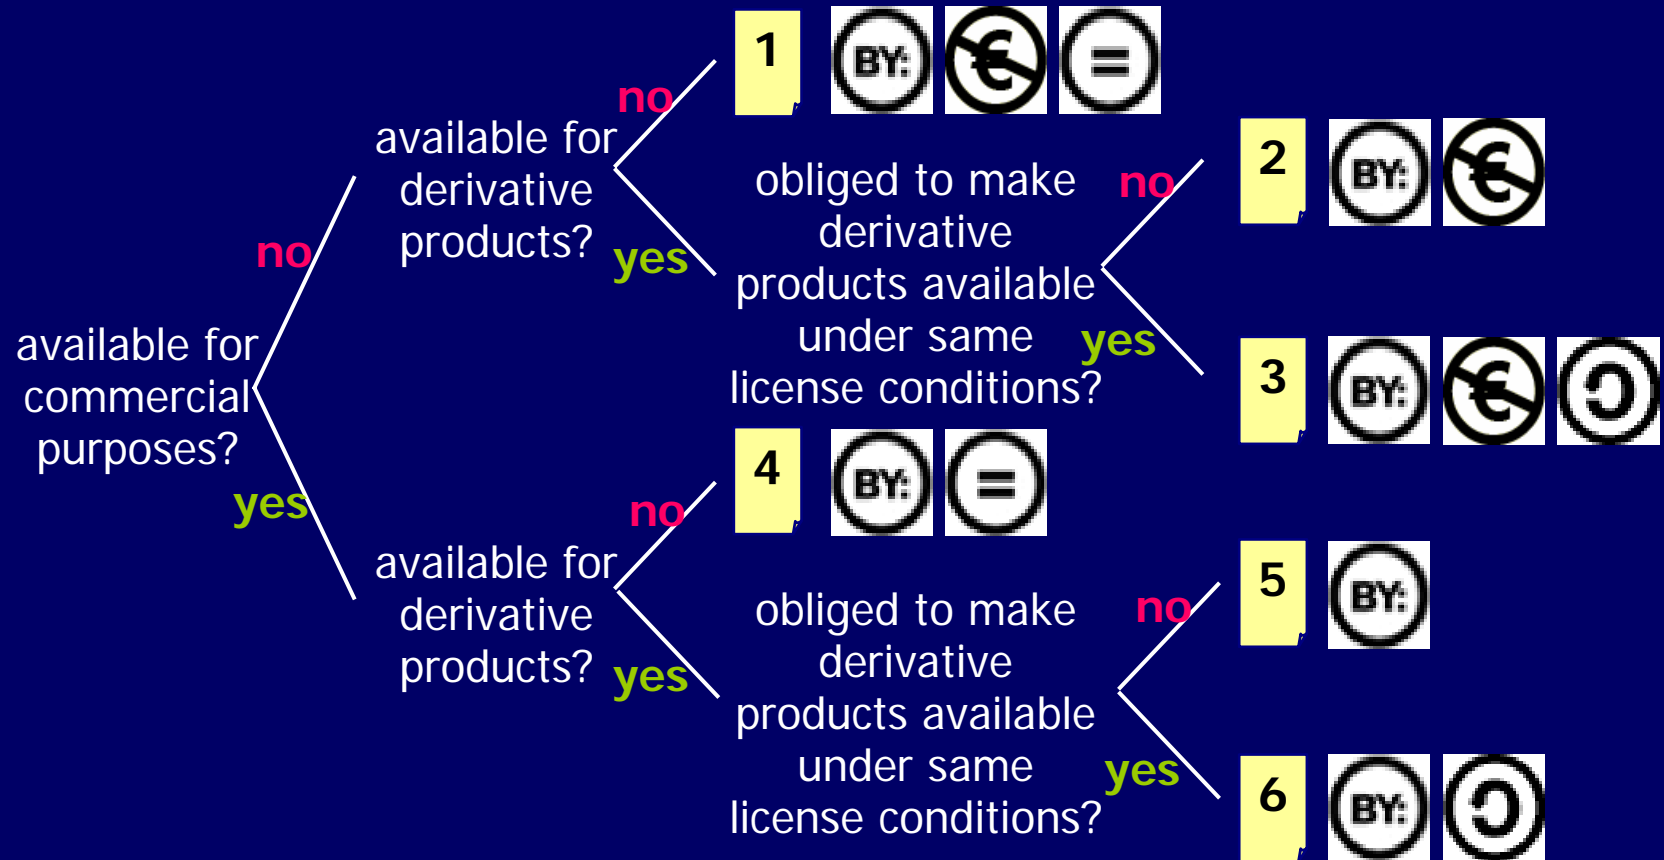 available for
commercial
purposes?
no
yes
available for
derivative
products?
no
yes
1
BY:
€
=
obliged to make
derivative
products available
under same
license conditions?
no
yes
2
BY:
€
3
BY:
€
available for
derivative
products?
no
yes
4
BY:
=
obliged to make
derivative
products available
under same
license conditions?
no
yes
5
BY:
6
BY: